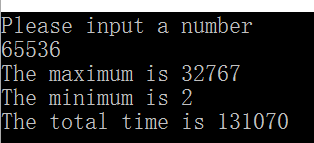 Please input a number
65536
The maximum is 32767
The minimum is 2
The total time is 131070